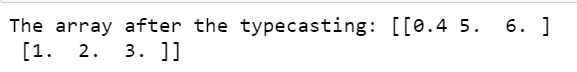 The array after the typecasting: [[0.4 5.  6. ]
 [1.  2.  3. ]]